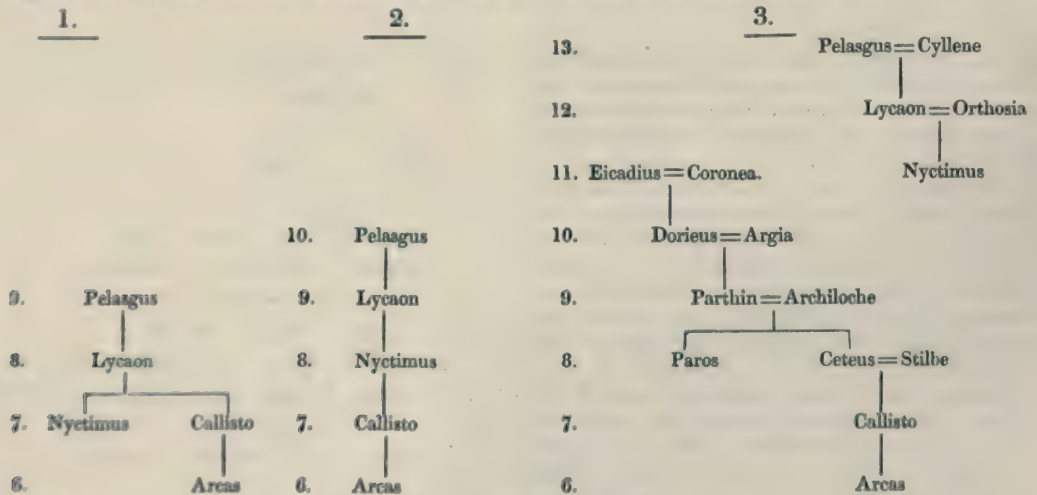 1. 2. 3.
13. Pelasgus = Cyllene
12. Lycaon = Orthosia
11. Eicadius = Coronea. Nyctimus
10. Pelasgus 10. Dorieus = Argia
9. Pelasgus 9. Lycaon 9. Parthin = Archiloche
8. Lycaon 8. Nyctimus 8. Paros Ceteus = Stilbe
7. Nyctimus Callisto 7. Callisto 7. Callisto
6. Arcas 6. Arcas 6. Arcas